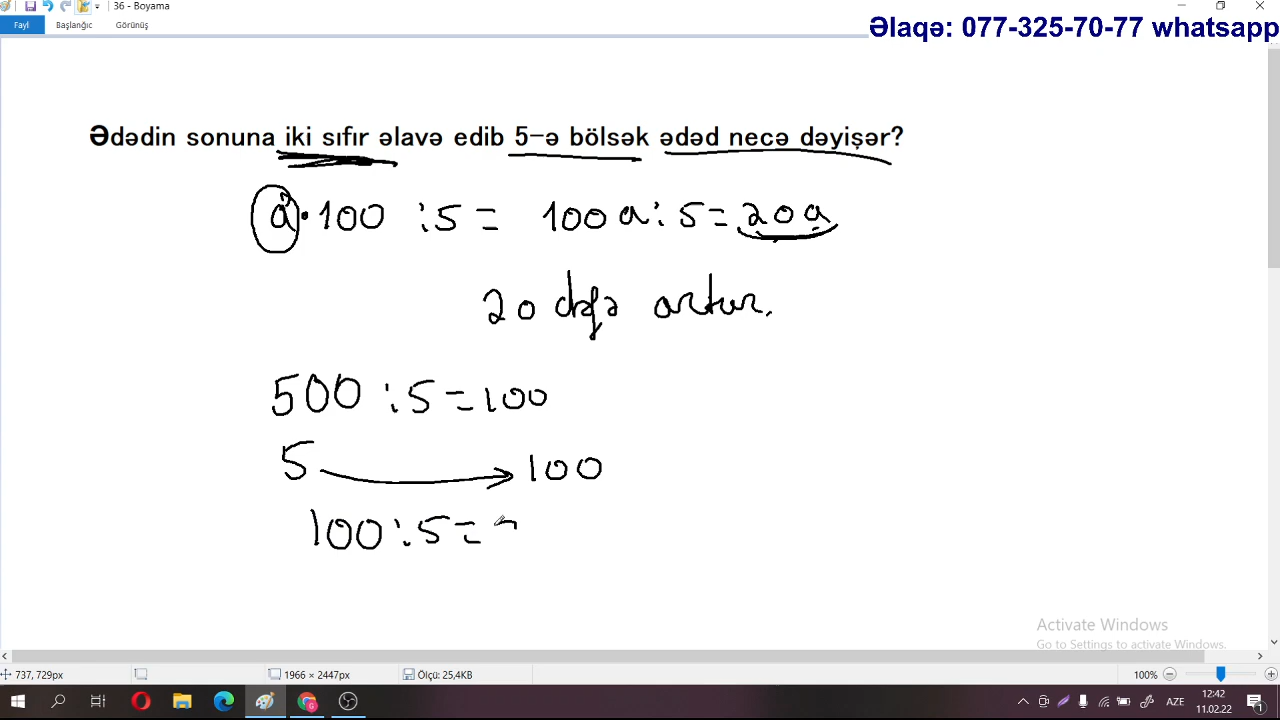 36 - Boyama
Fayl Başlanğıc Görünüş
Əlaqə: 077-325-70-77 whatsapp
Ədədin sonuna iki sıfır əlavə edib 5-ə bölsək ədəd necə dəyişər?
a · 100 : 5 = 100a : 5 = 20a
20 dəfə artır.
500 : 5 = 100
5 → 100
100 : 5 =
Activate Windows
Go to Settings to activate Windows.
737, 729px 1966 × 2447px Ölçü: 25,4KB 100%
AZE 12:42
11.02.22
1